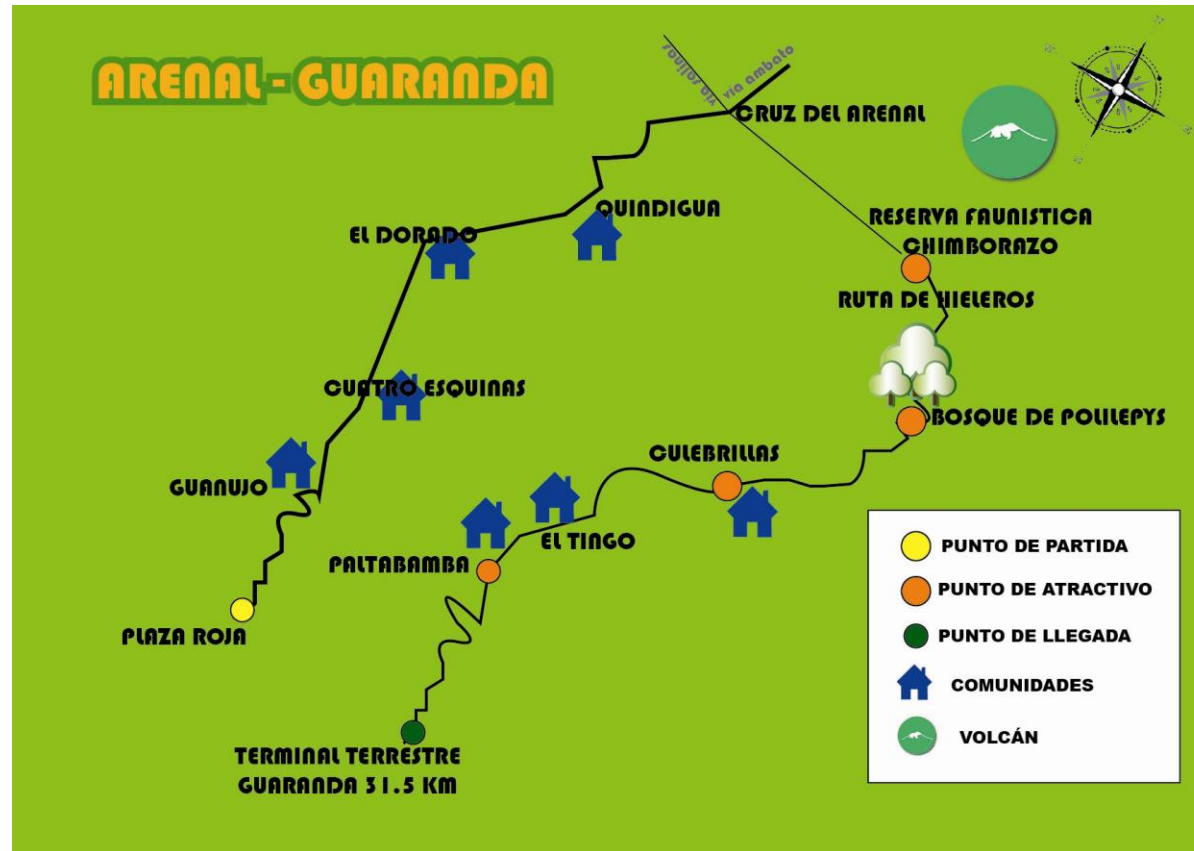 ARENAL - GUARANDA
via salinas
via ambato
CRUZ DEL ARENAL
QUINDIGUA
EL DORADO
RESERVA FAUNISTICA
CHIMBORAZO
RUTA DE HIELEROS
CUATRO ESQUINAS
BOSQUE DE POLILEPYS
CULEBRILLAS
GUANUJO
EL TINGO
PALTABAMBA
PLAZA ROJA
TERMINAL TERRESTRE
GUARANDA 31.5 KM
PUNTO DE PARTIDA
PUNTO DE ATRACTIVO
PUNTO DE LLEGADA
COMUNIDADES
VOLCÁN